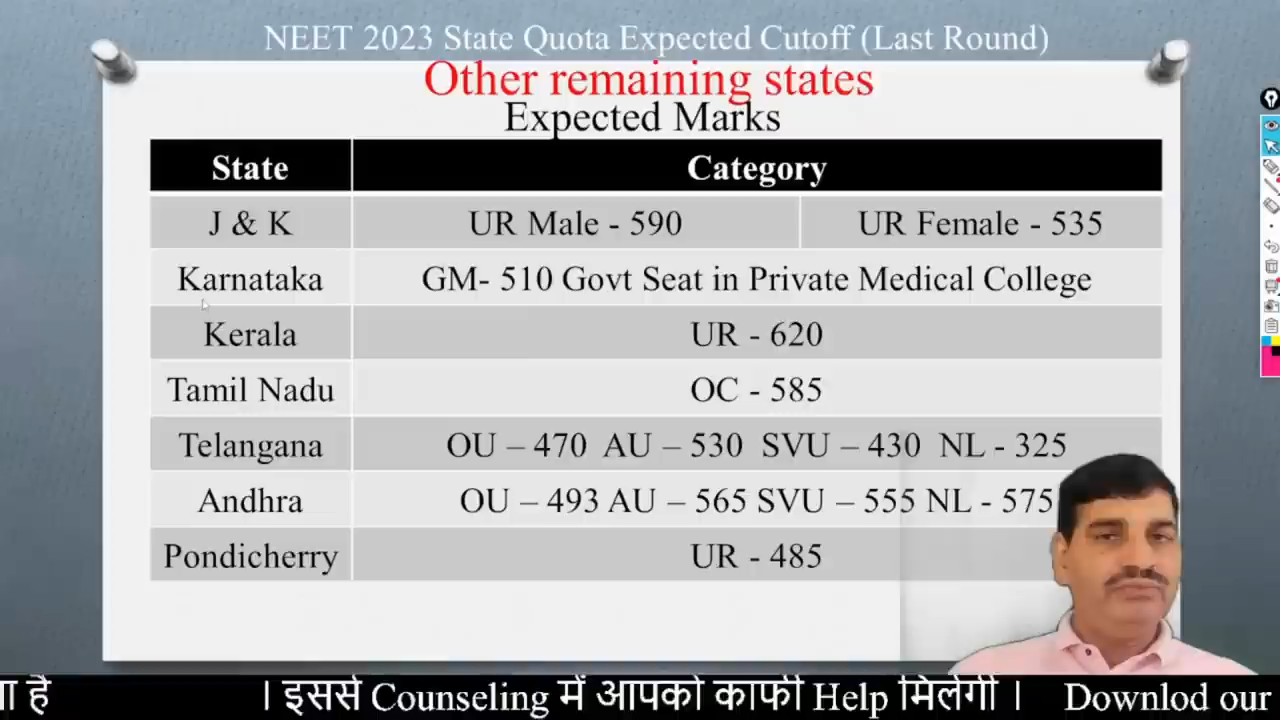 NEET 2023 State Quota Expected Cutoff (Last Round)
Other remaining states
Expected Marks
State Category
J & K UR Male - 590 UR Female - 535
Karnataka GM- 510 Govt Seat in Private Medical College
Kerala UR - 620
Tamil Nadu OC - 585
Telangana OU – 470 AU – 530 SVU – 430 NL - 325
Andhra OU – 493 AU – 565 SVU – 555 NL - 575
Pondicherry UR - 485
है । इससे Counseling में आपको काफी Help मिलेगी । Downlod our